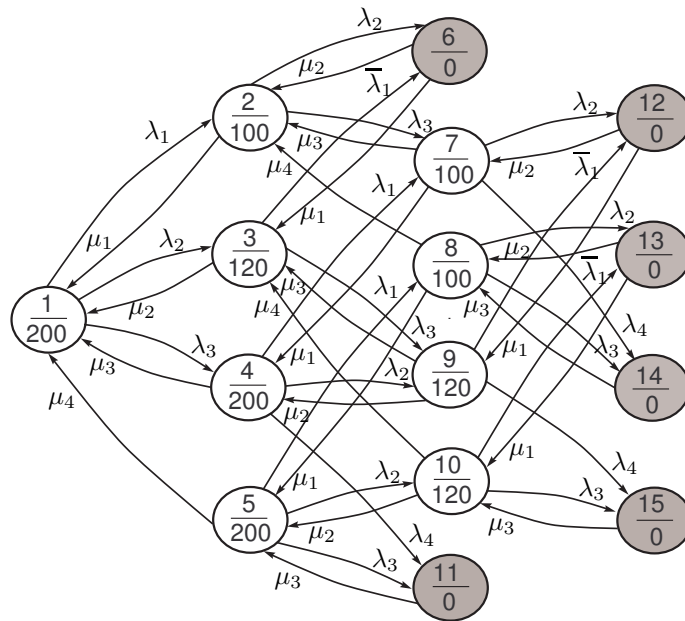 λ₂
6
0
μ₂
λ̅₁
2
100
λ₃
μ₃
λ₂
12
0
λ₁
7
100
μ₂
λ̅₁
μ₄
λ₁
μ₁
λ₂
μ₁
λ₂
3
120
8
100
μ₂
13
0
μ₃
λ₁
λ̅₁
μ₂
μ₄
μ₃
1
200
λ₃
λ₃
λ₄
μ₁
μ₁
λ₃
μ₃
4
200
λ₂
9
120
14
0
μ₄
μ₂
μ₁
λ₄
μ₁
λ₂
10
120
λ₃
15
0
5
200
μ₂
λ₄
μ₃
λ₃
μ₃
11
0